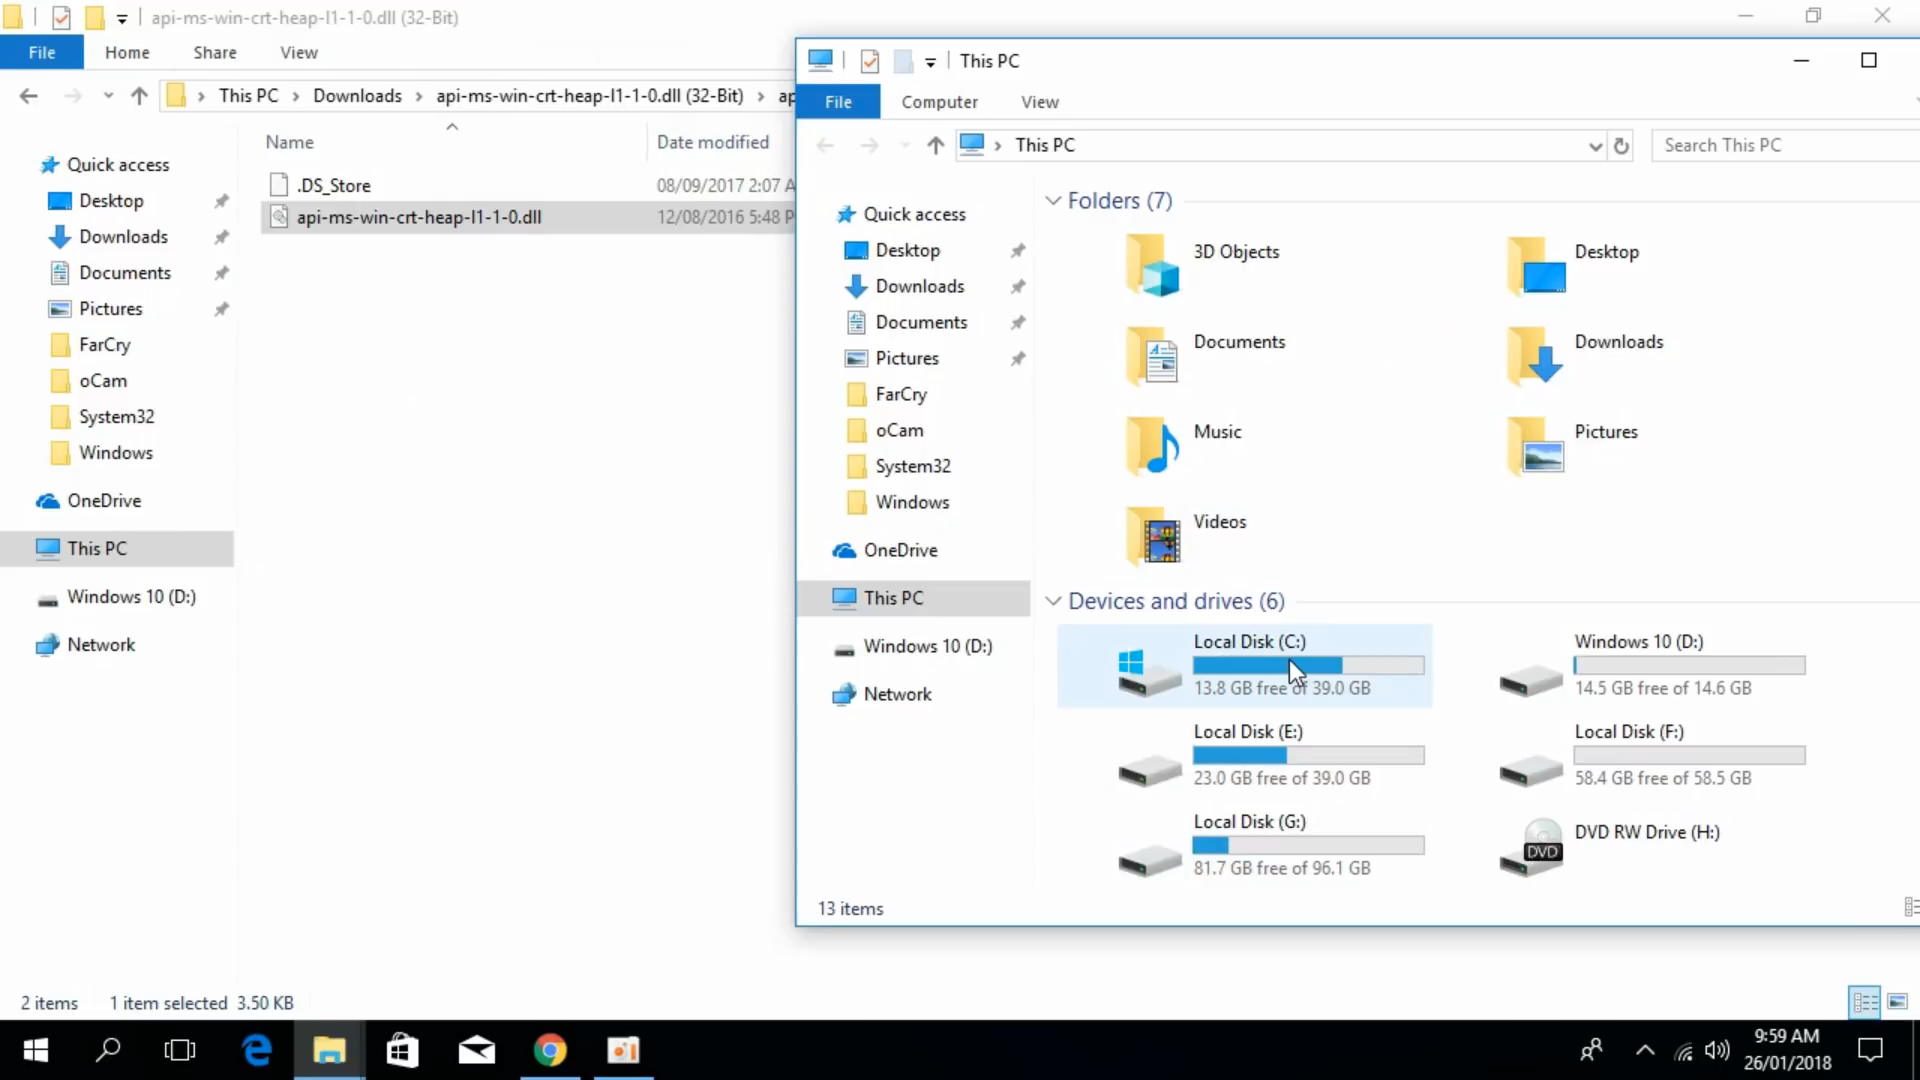 api-ms-win-crt-heap-l1-1-0.dll (32-Bit)
File Home Share View
This PC Downloads api-ms-win-crt-heap-l1-1-0.dll (32-Bit)
Name Date modified
.DS_Store 08/09/2017 2:07 A
api-ms-win-crt-heap-l1-1-0.dll 12/08/2016 5:48 P
Quick access
Desktop
Downloads
Documents
Pictures
FarCry
oCam
System32
Windows
OneDrive
This PC
Windows 10 (D:)
Network
2 items 1 item selected 3.50 KB
This PC
File Computer View
This PC Search This PC
Quick access
Desktop
Downloads
Documents
Pictures
FarCry
oCam
System32
Windows
OneDrive
This PC
Windows 10 (D:)
Network
Folders (7)
3D Objects Desktop
Documents Downloads
Music Pictures
Videos
Devices and drives (6)
Local Disk (C:) Windows 10 (D:)
13.8 GB free of 39.0 GB 14.5 GB free of 14.6 GB
Local Disk (E:) Local Disk (F:)
23.0 GB free of 39.0 GB 58.4 GB free of 58.5 GB
Local Disk (G:) DVD RW Drive (H:)
DVD
81.7 GB free of 96.1 GB
13 items
9:59 AM
26/01/2018